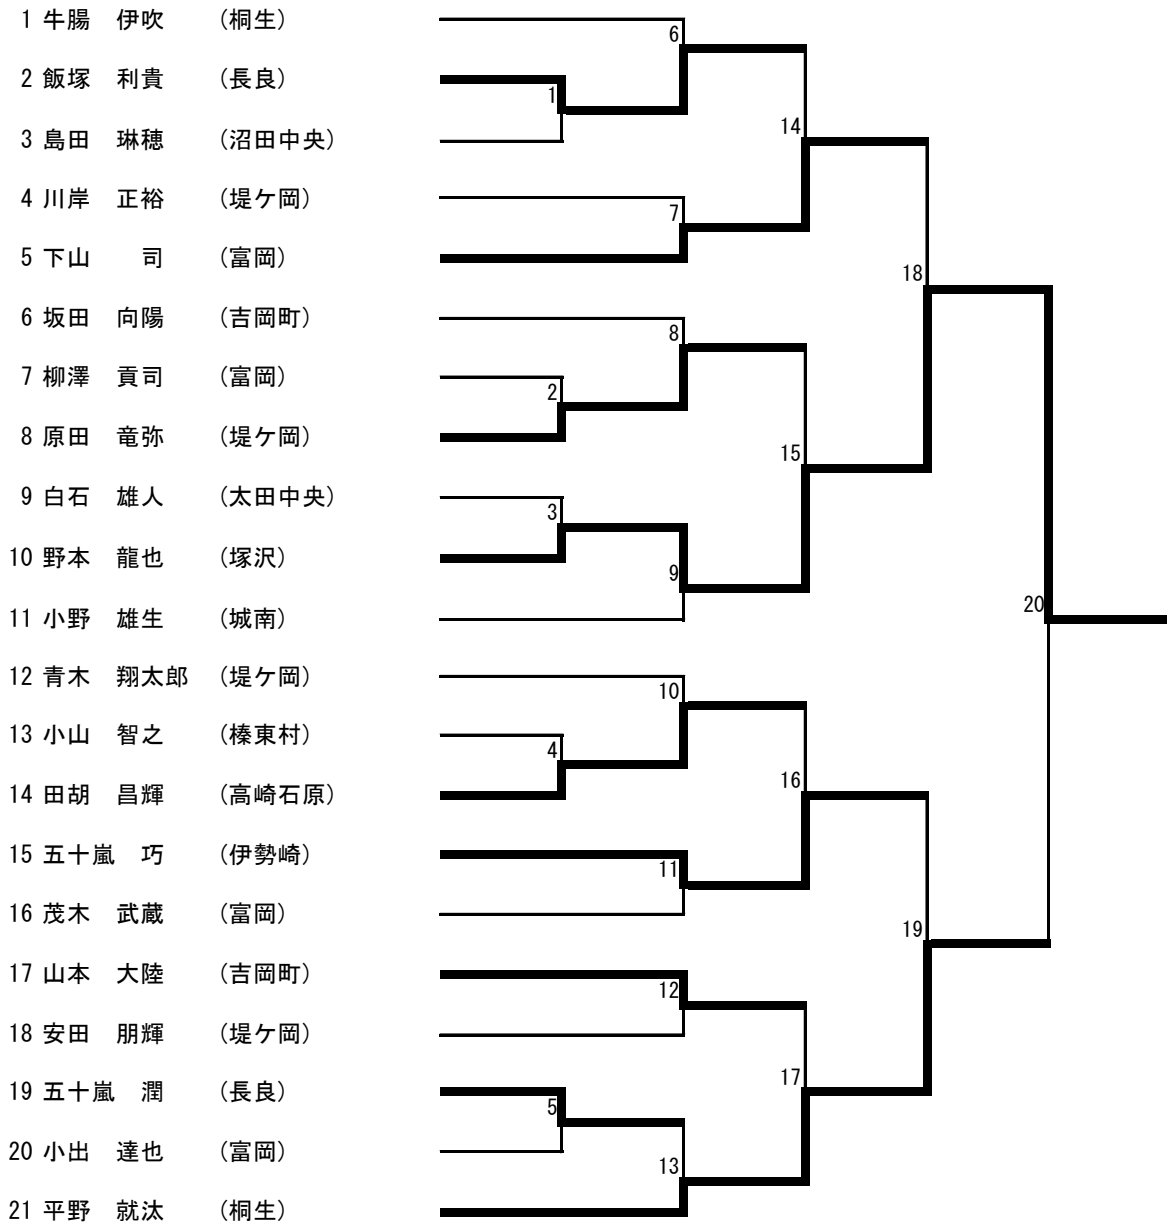 1 牛腸　伊吹　（桐生）
6
2 飯塚　利貴　（長良）
1
3 島田　琳穂　（沼田中央）
14
4 川岸　正裕　（堤ケ岡）
7
5 下山　　司　（富岡）
18
6 坂田　向陽　（吉岡町）
8
7 柳澤　貢司　（富岡）
2
8 原田　竜弥　（堤ケ岡）
15
9 白石　雄人　（太田中央）
3
10 野本　龍也　（塚沢）
9
11 小野　雄生　（城南）
20
12 青木　翔太郎　（堤ケ岡）
10
13 小山　智之　（榛東村）
4
14 田胡　昌輝　（高崎石原）
16
15 五十嵐　巧　（伊勢崎）
11
16 茂木　武蔵　（富岡）
19
17 山本　大陸　（吉岡町）
12
18 安田　朋輝　（堤ケ岡）
17
19 五十嵐　潤　（長良）
5
20 小出　達也　（富岡）
13
21 平野　就汰　（桐生）